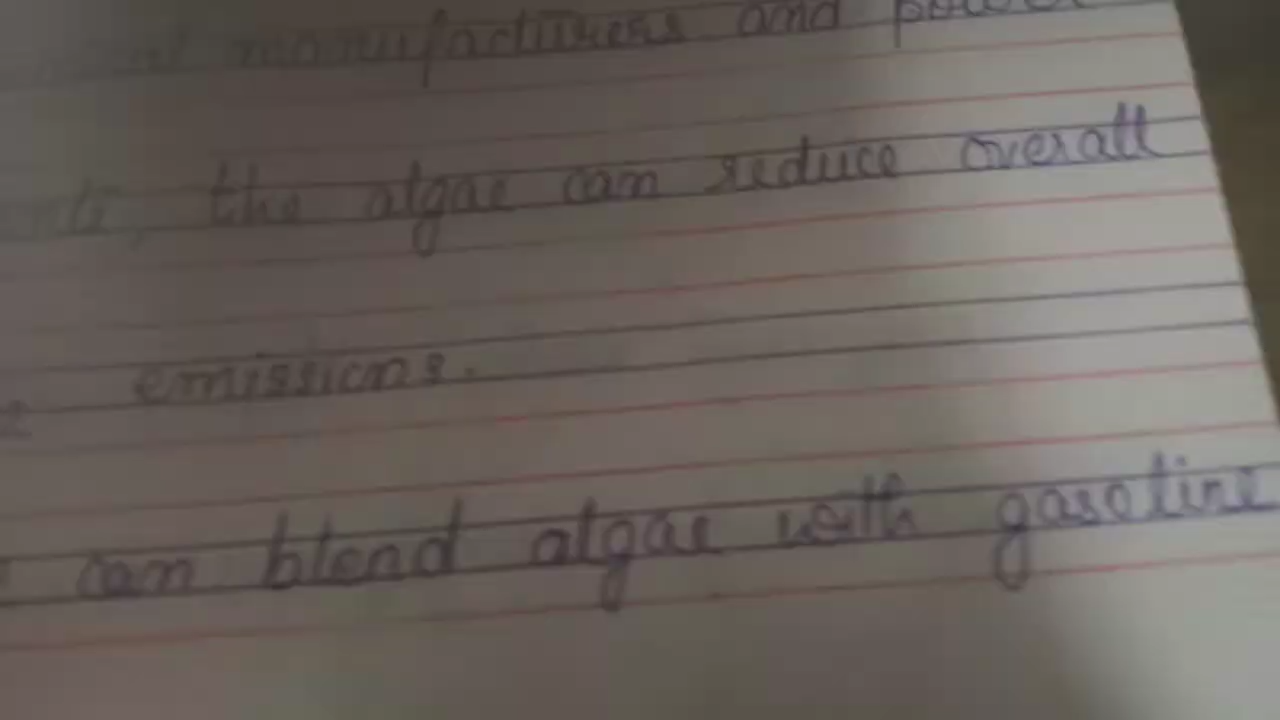 manufacturers and
the algae can reduce overall
emissions.
can blend algae with gasoline